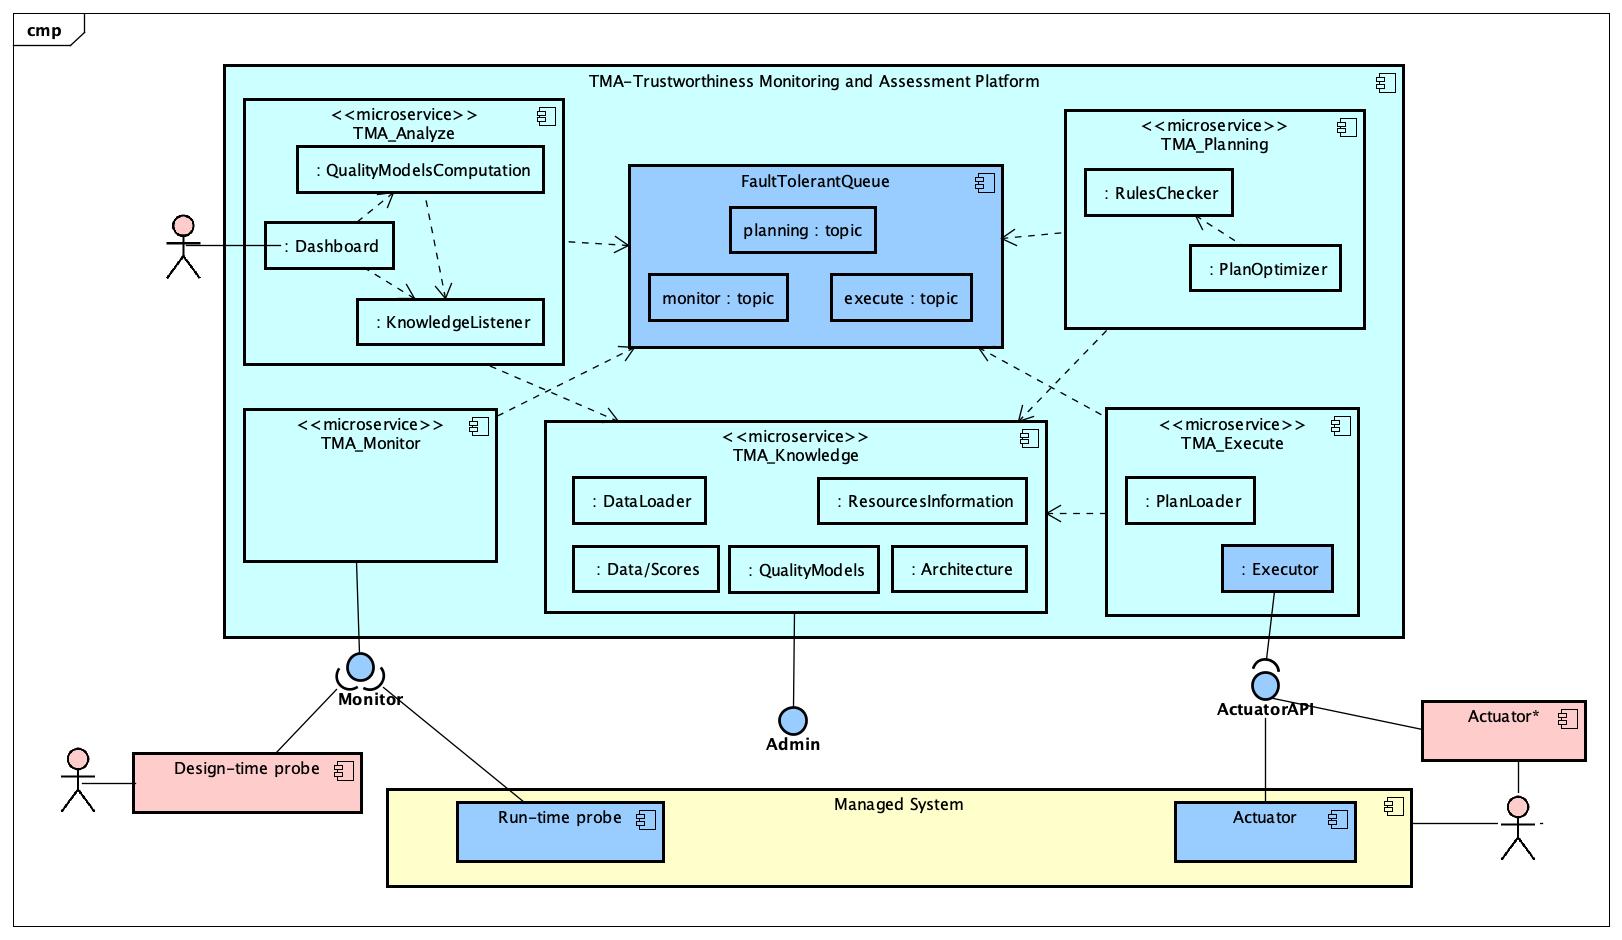 cmp
TMA-Trustworthiness Monitoring and Assessment Platform
<<microservice>>
TMA_Analyze
: QualityModelsComputation
: Dashboard
: KnowledgeListener
FaultTolerantQueue
planning : topic
monitor : topic
execute : topic
<<microservice>>
TMA_Planning
: RulesChecker
: PlanOptimizer
<<microservice>>
TMA_Monitor
<<microservice>>
TMA_Knowledge
: DataLoader
: ResourcesInformation
: Data/Scores
: QualityModels
: Architecture
<<microservice>>
TMA_Execute
: PlanLoader
: Executor
Monitor
Admin
ActuatorAPI
Actuator*
Design-time probe
Managed System
Run-time probe
Actuator